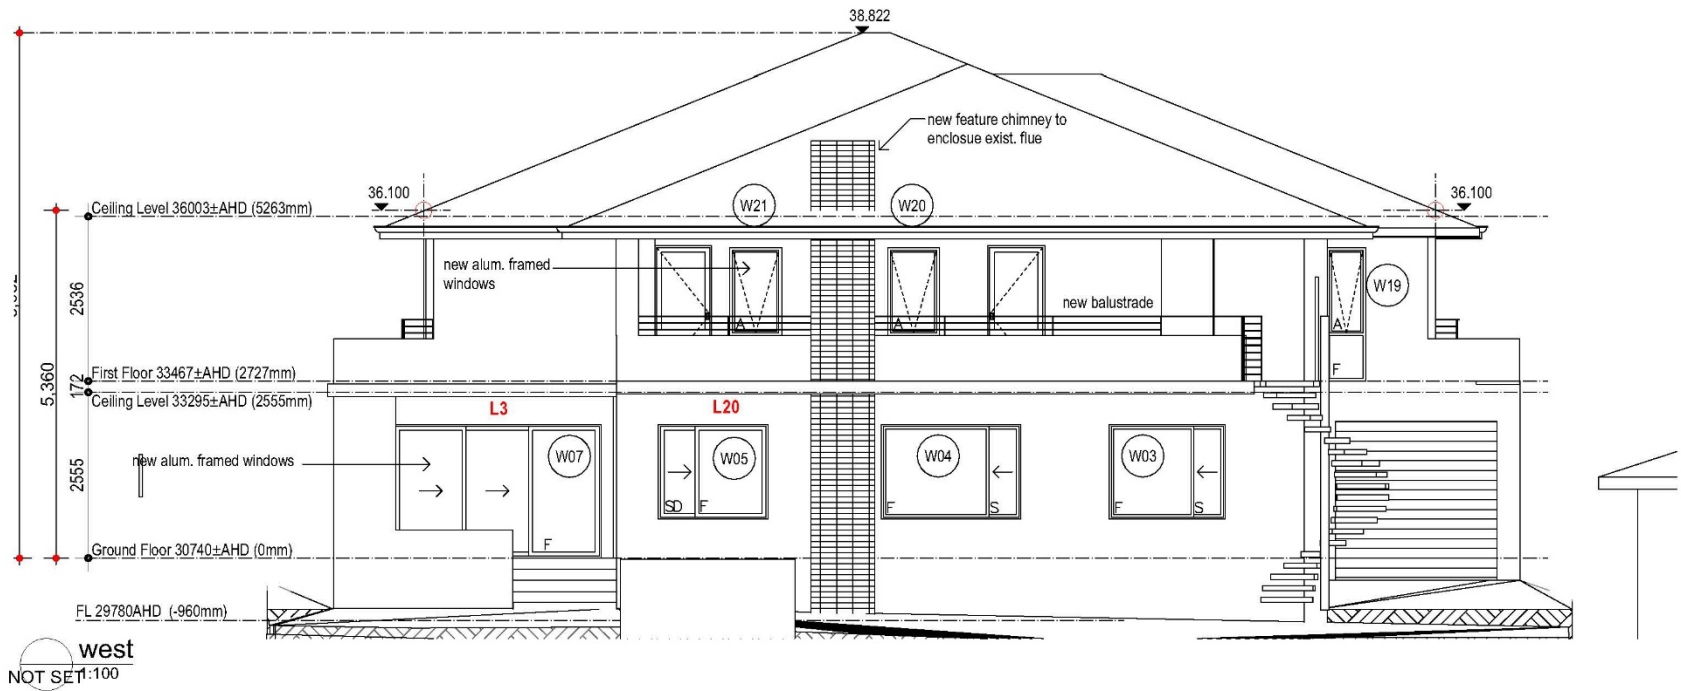 38.822
new feature chimney to
enclosue exist. flue
36.100
36.100
Ceiling Level 36003±AHD (5263mm)
W21
W20
new alum. framed
windows
W19
new balustrade
A
A
A
F
2536
First Floor 33467±AHD (2727mm)
172
5,360
Ceiling Level 33295±AHD (2555mm)
L3
L20
W07
W05
W04
W03
new alum. framed windows
2555
SD
F
F
S
F
S
F
Ground Floor 30740±AHD (0mm)
FL 29780AHD (-960mm)
west
NOT SET
1:100